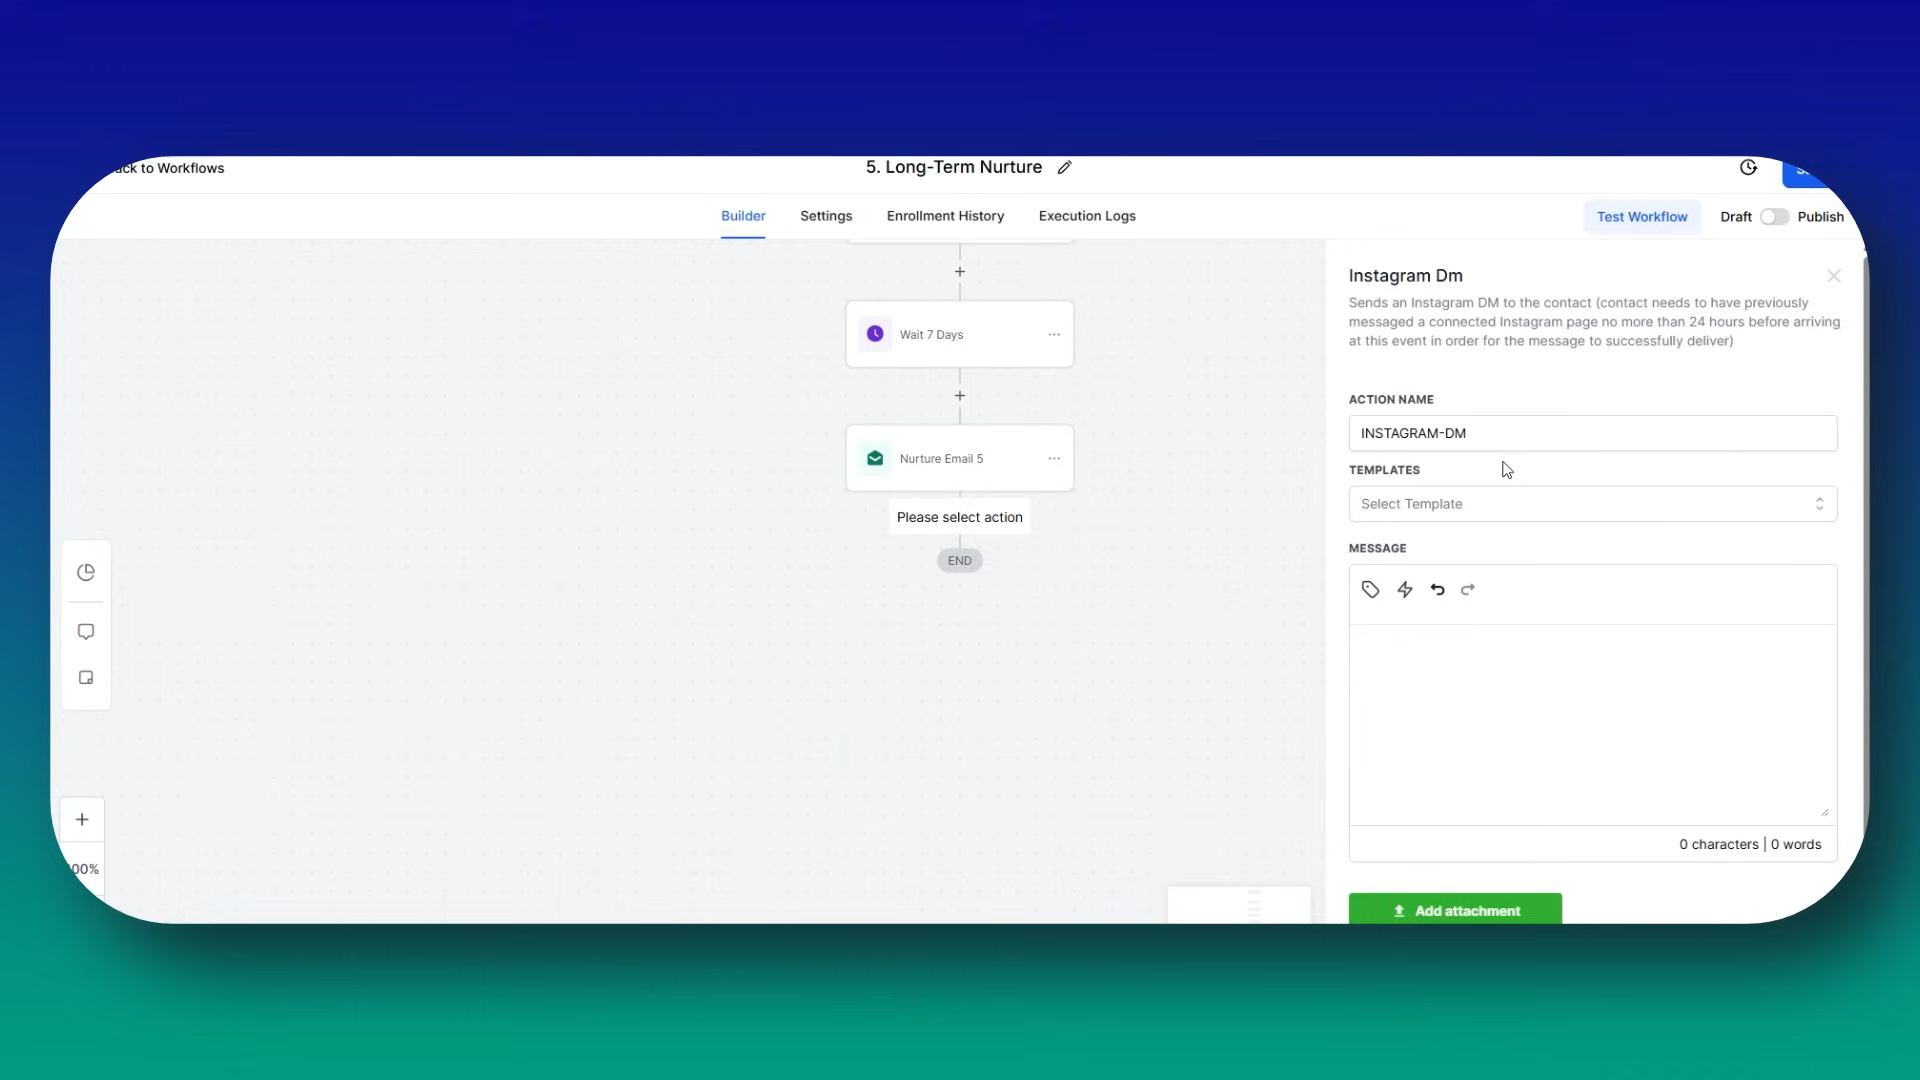 to Workflows
5. Long-Term Nurture
Builder
Settings
Enrollment History
Execution Logs
Test Workflow
Draft
Publish
Wait 7 Days
Nurture Email 5
Please select action
END
Instagram Dm
Sends an Instagram DM to the contact (contact needs to have previously
messaged a connected Instagram page no more than 24 hours before arriving
at this event in order for the message to successfully deliver)
ACTION NAME
INSTAGRAM-DM
TEMPLATES
Select Template
MESSAGE
0 characters | 0 words
Add attachment